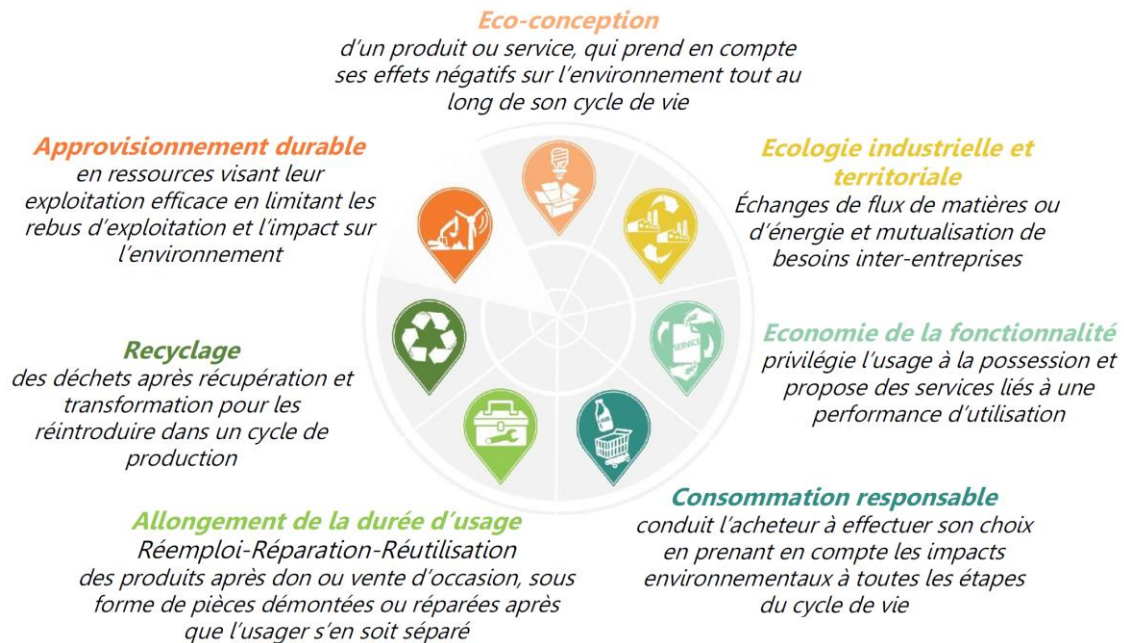 Eco-conception
d'un produit ou service, qui prend en compte
ses effets négatifs sur l'environnement tout au
long de son cycle de vie
Approvisionnement durable
en ressources visant leur
exploitation efficace en limitant les
rebus d'exploitation et l'impact sur
l'environnement
Ecologie industrielle et
territoriale
Échanges de flux de matières ou
d'énergie et mutualisation de
besoins inter-entreprises
Recyclage
des déchets après récupération et
transformation pour les
réintroduire dans un cycle de
production
SERVICE
Economie de la fonctionnalité
privilégie l'usage à la possession et
propose des services liés à une
performance d'utilisation
Allongement de la durée d'usage
Réemploi-Réparation-Réutilisation
des produits après don ou vente d'occasion, sous
forme de pièces démontées ou réparées après
que l'usager s'en soit séparé
Consommation responsable
conduit l'acheteur à effectuer son choix
en prenant en compte les impacts
environnementaux à toutes les étapes
du cycle de vie